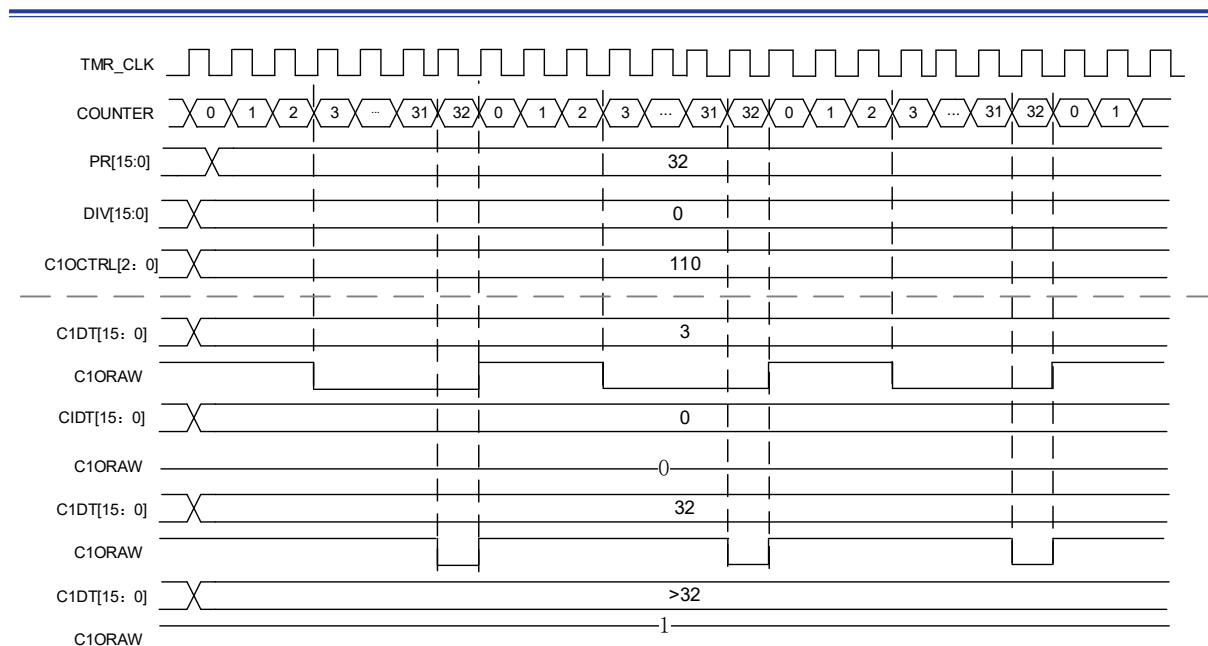 TMR_CLK
COUNTER 0 1 2 3 ... 31 32 0 1 2 3 ... 31 32 0 1 2 3 ... 31 32 0 1
PR[15:0] 32
DIV[15:0] 0
C1OCTRL[2：0] 110
C1DT[15：0] 3
C1ORAW
CIDT[15：0] 0
C1ORAW 0
C1DT[15：0] 32
C1ORAW
C1DT[15：0] >32
C1ORAW 1